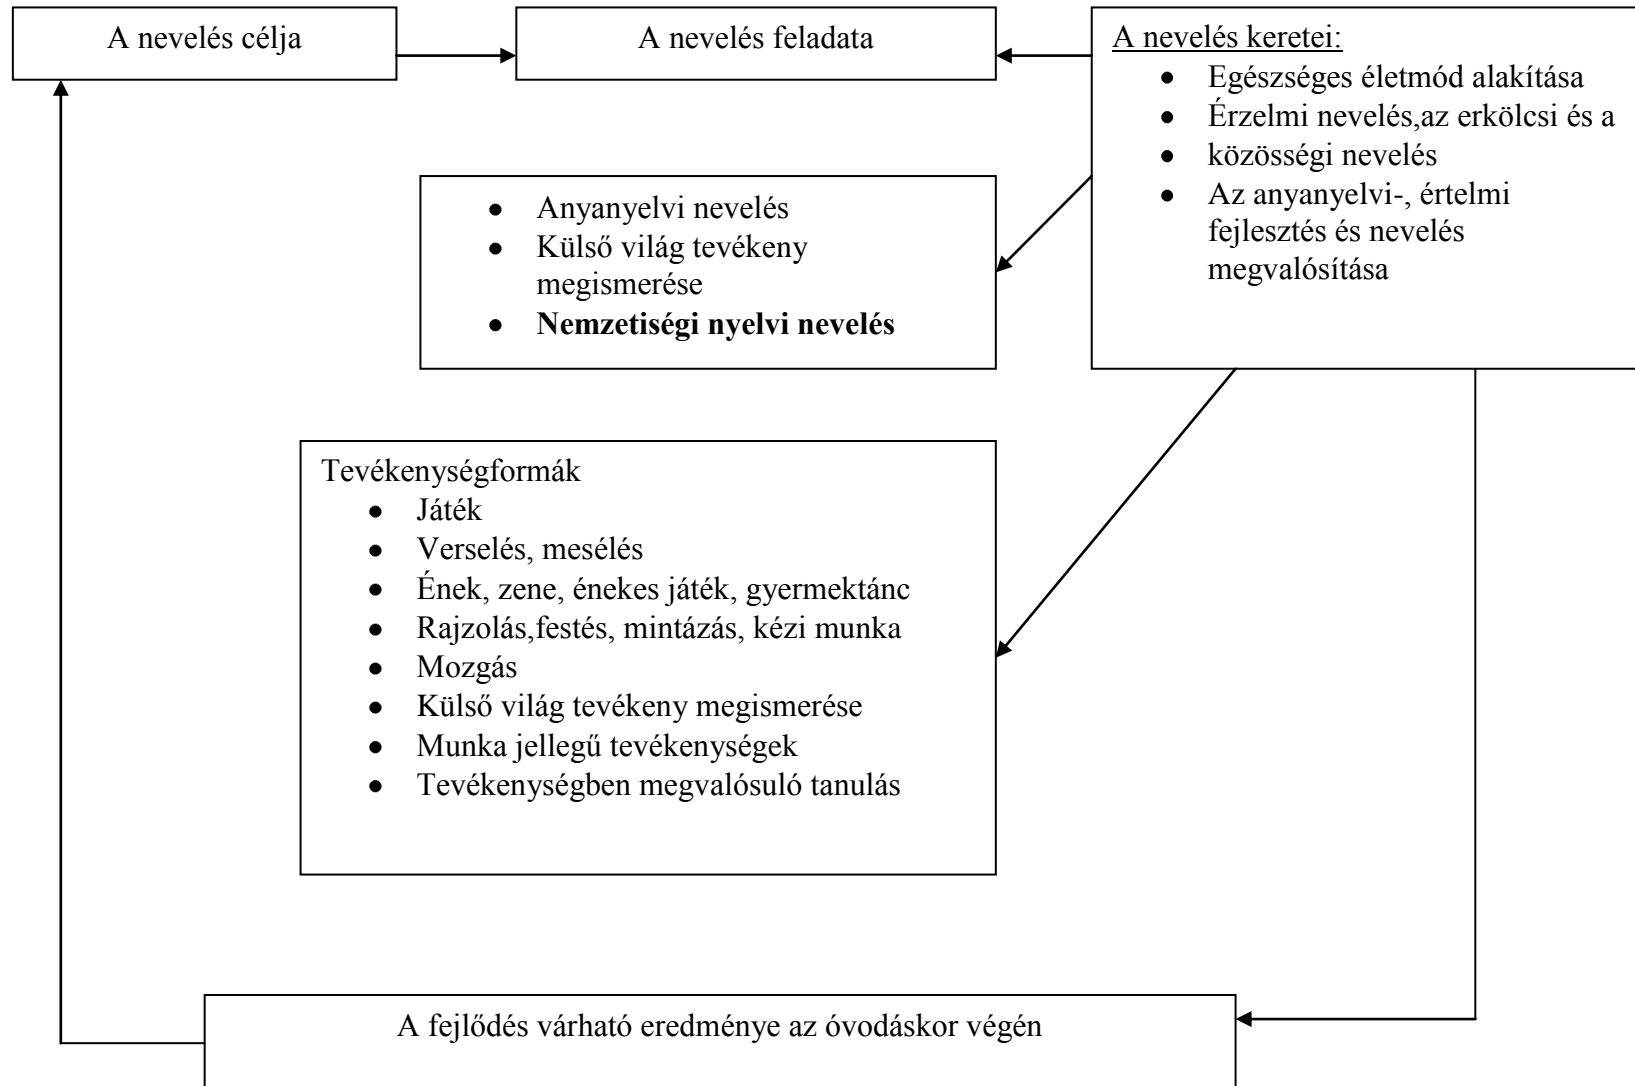 A nevelés célja
A nevelés feladata
A nevelés keretei:
• Egészséges életmód alakítása
• Érzelmi nevelés,az erkölcsi és a
• közösségi nevelés
• Az anyanyelvi-, értelmi
fejlesztés és nevelés
megvalósítása
• Anyanyelvi nevelés
• Külső világ tevékeny
megismerése
• Nemzetiségi nyelvi nevelés
Tevékenységformák
• Játék
• Verselés, mesélés
• Ének, zene, énekes játék, gyermektánc
• Rajzolás,festés, mintázás, kézi munka
• Mozgás
• Külső világ tevékeny megismerése
• Munka jellegű tevékenységek
• Tevékenységben megvalósuló tanulás
A fejlődés várható eredménye az óvodáskor végén